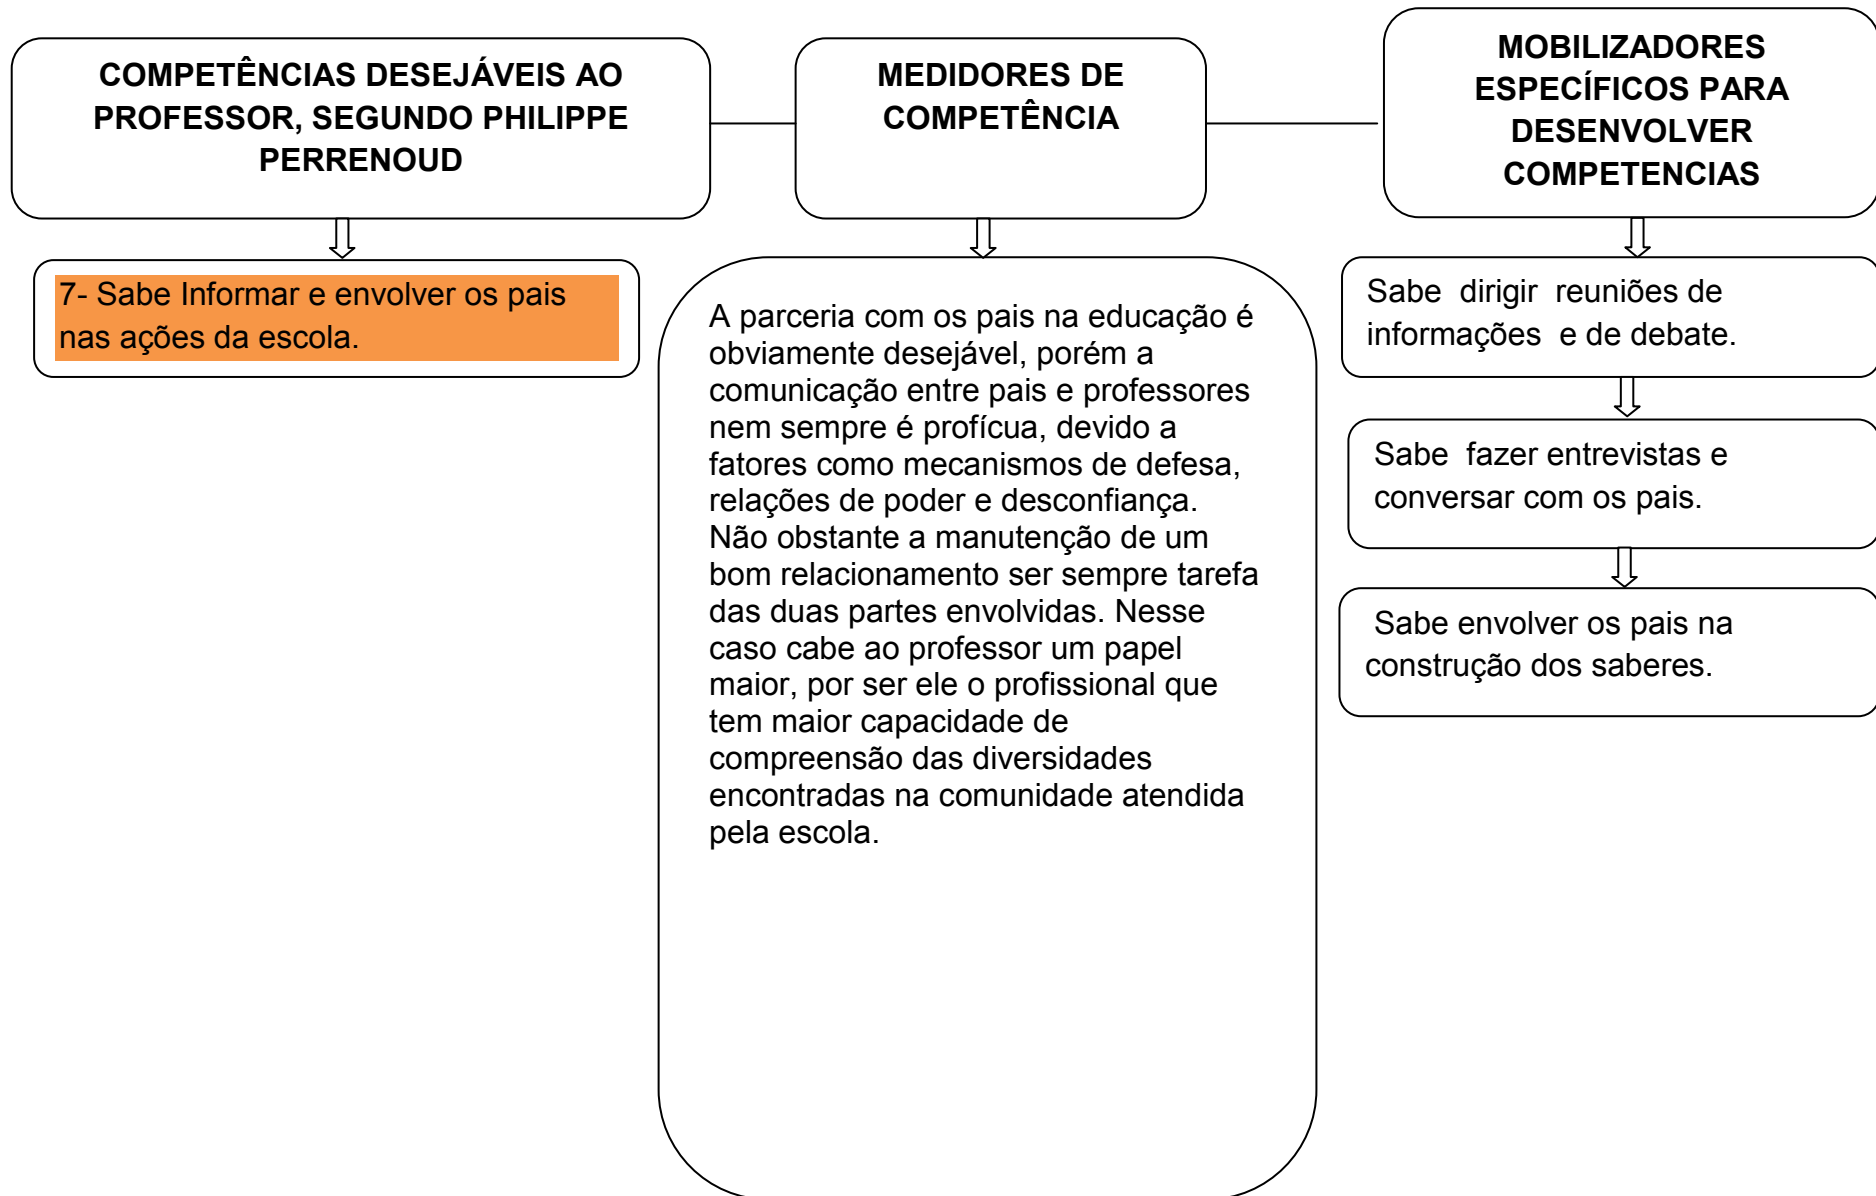 COMPETÊNCIAS DESEJÁVEIS AO
PROFESSOR, SEGUNDO PHILIPPE
PERRENOUD
MEDIDORES DE
COMPETÊNCIA
MOBILIZADORES
ESPECÍFICOS PARA
DESENVOLVER
COMPETENCIAS
7- Sabe Informar e envolver os pais
nas ações da escola.
A parceria com os pais na educação é
obviamente desejável, porém a
comunicação entre pais e professores
nem sempre é profícua, devido a
fatores como mecanismos de defesa,
relações de poder e desconfiança.
Não obstante a manutenção de um
bom relacionamento ser sempre tarefa
das duas partes envolvidas. Nesse
caso cabe ao professor um papel
maior, por ser ele o profissional que
tem maior capacidade de
compreensão das diversidades
encontradas na comunidade atendida
pela escola.
Sabe dirigir reuniões de
informações e de debate.
Sabe fazer entrevistas e
conversar com os pais.
Sabe envolver os pais na
construção dos saberes.